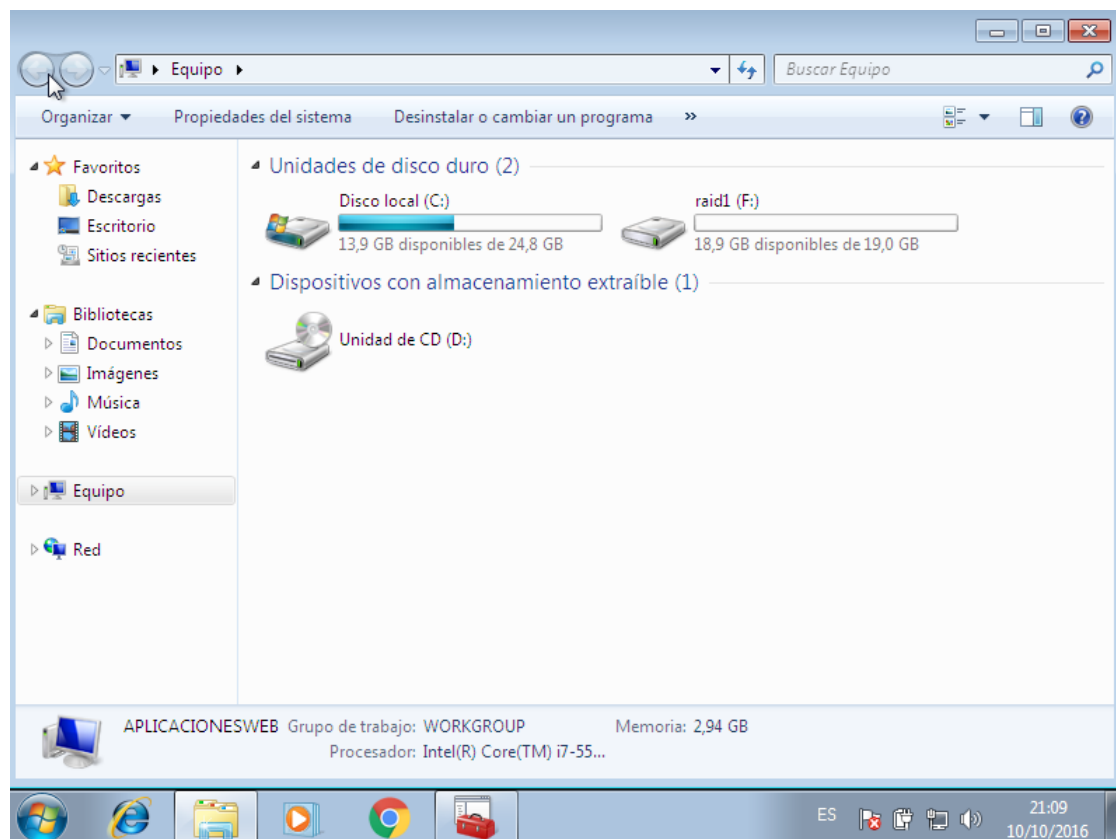 Equipo
Buscar Equipo
Organizar Propiedades del sistema Desinstalar o cambiar un programa »
Favoritos
Descargas
Escritorio
Sitios recientes
Bibliotecas
Documentos
Imágenes
Música
Vídeos
Equipo
Red
Unidades de disco duro (2)
Disco local (C:)
13,9 GB disponibles de 24,8 GB
raid1 (F:)
18,9 GB disponibles de 19,0 GB
Dispositivos con almacenamiento extraíble (1)
Unidad de CD (D:)
APLICACIONESWEB Grupo de trabajo: WORKGROUP Memoria: 2,94 GB
Procesador: Intel(R) Core(TM) i7-55...
ES 21:09
10/10/2016